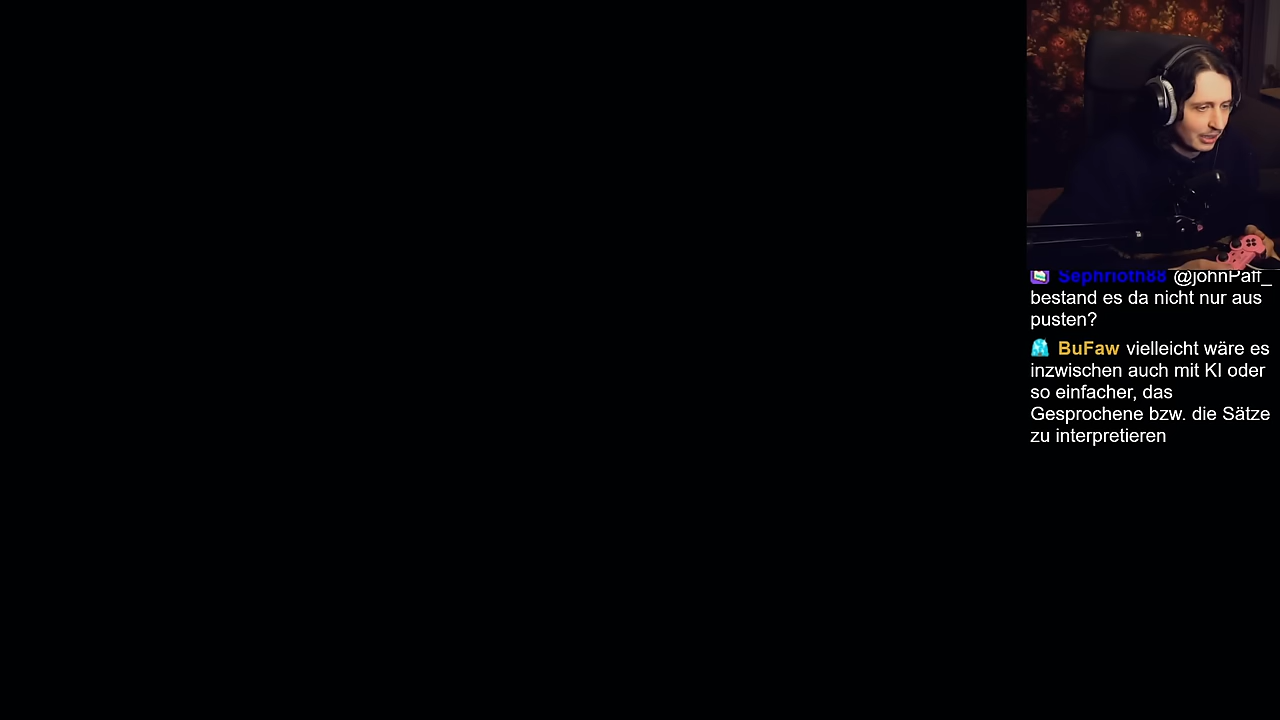 Sephrioth88 @johnPaff_
bestand es da nicht nur aus
pusten?
BuFaw vielleicht wäre es
inzwischen auch mit KI oder
so einfacher, das
Gesprochene bzw. die Sätze
zu interpretieren